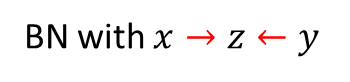 BN with x → z ← y